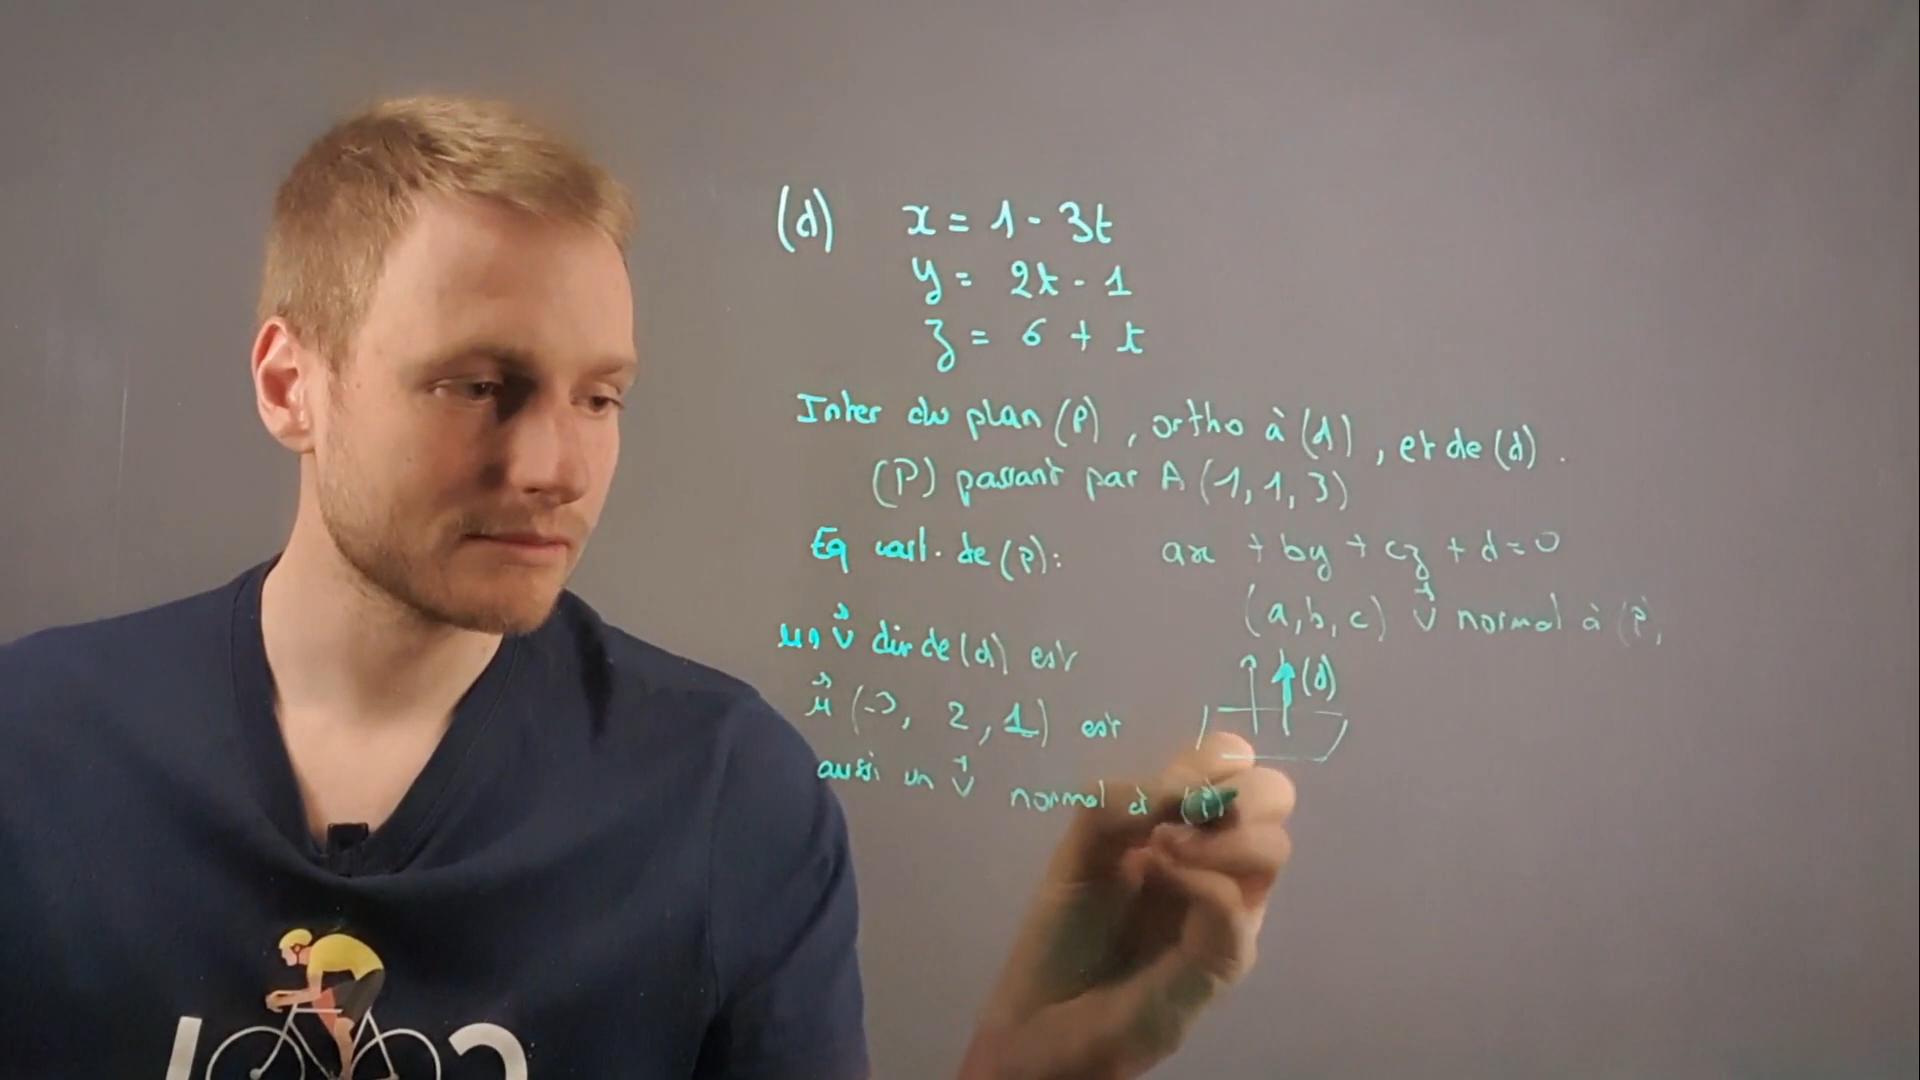 (d) x = 1 - 3t
y = 2t - 1
z = 6 + t
Inter du plan (P), ortho à (d), et de (d).
(P) passant par A (1, 1, 3)
Eq cart. de (P): ax + by + cz + d = 0
(a, b, c) v⃗ normal à (P)
un v⃗ dir de (d) est
(d)
u⃗ (-3, 2, 1) est
aussi un v⃗ normal à (P)